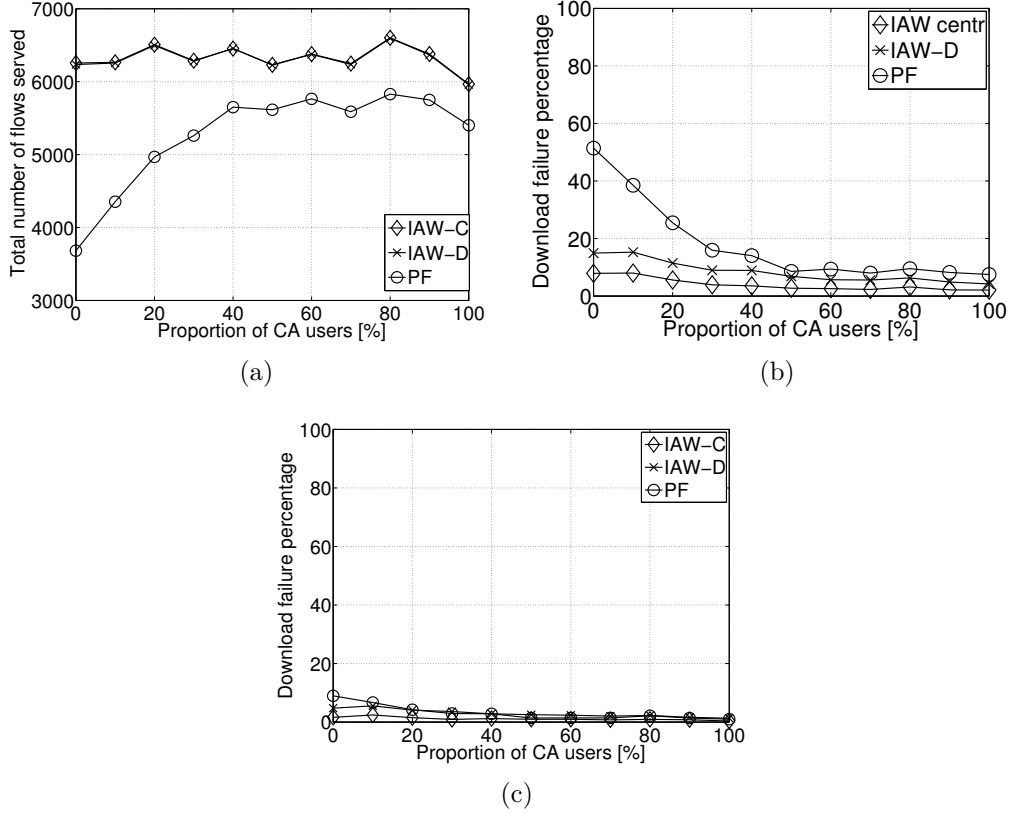 7000
6000
5000
4000
3000
Total number of flows served
0 20 40 60 80 100
Proportion of CA users [%]
IAW−C
IAW−D
PF
(a)
100
80
60
40
20
0
Download failure percentage
0 20 40 60 80 100
Proportion of CA users [%]
IAW centr
IAW−D
PF
(b)
100
80
60
40
20
0
Download failure percentage
0 20 40 60 80 100
Proportion of CA users [%]
IAW−C
IAW−D
PF
(c)